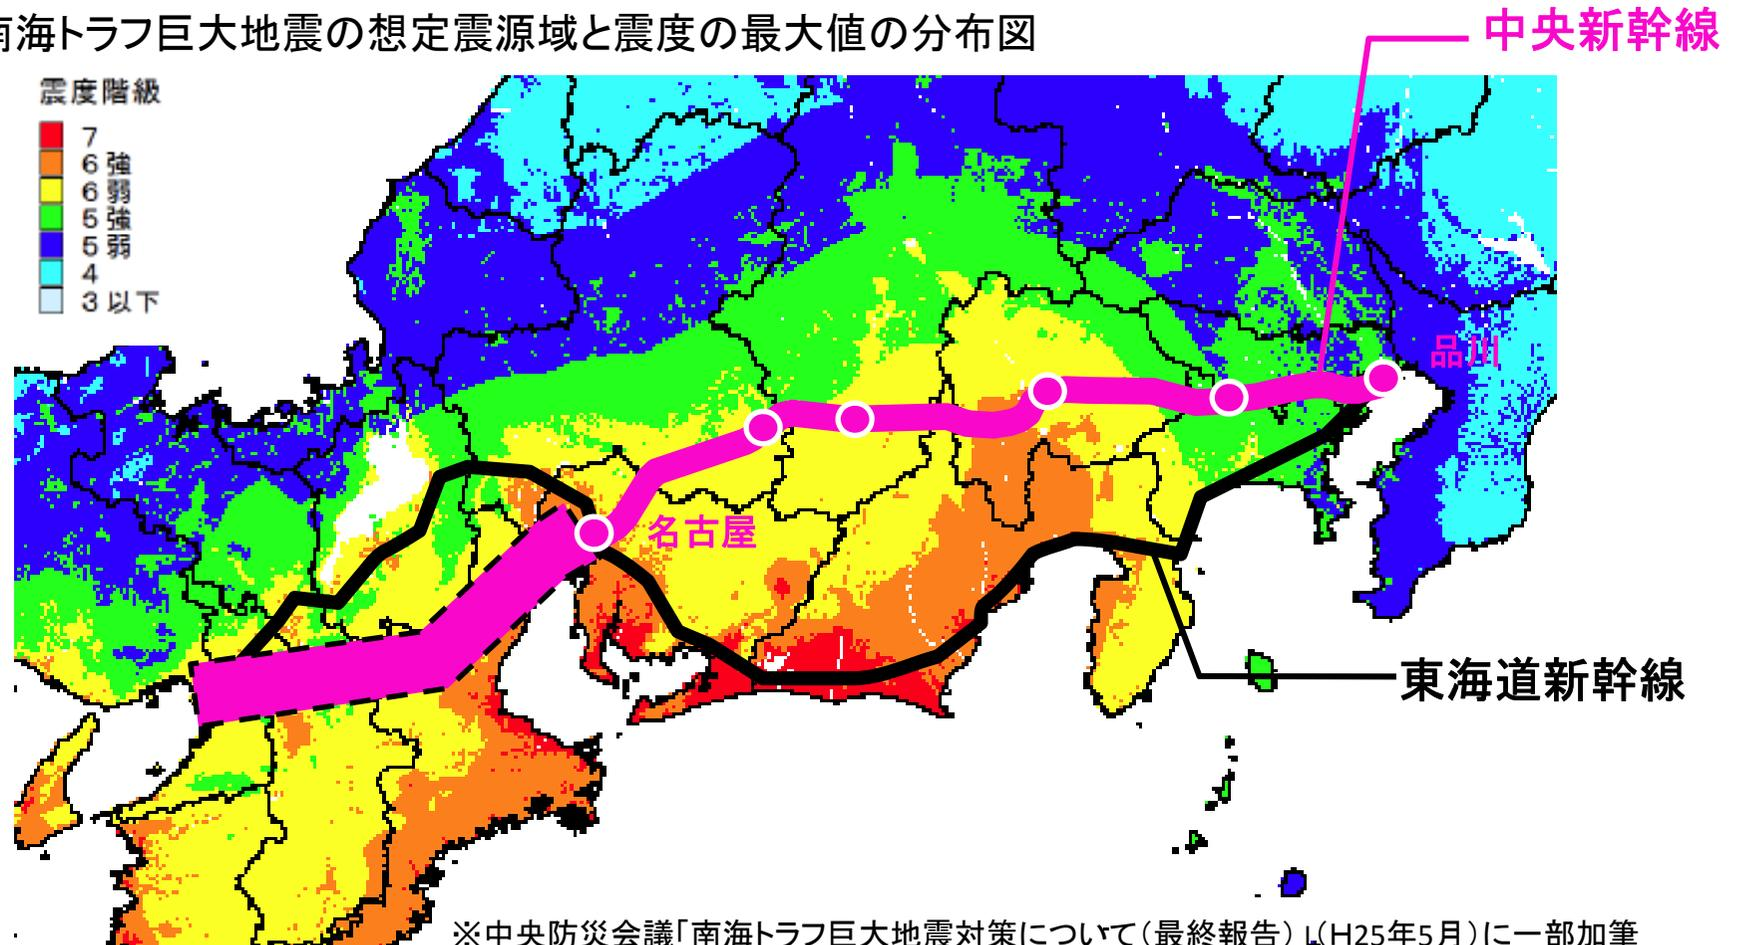 南海トラフ巨大地震の想定震源域と震度の最大値の分布図
中央新幹線
震度階級
7
6強
6弱
5強
5弱
4
3以下
品川
名古屋
東海道新幹線
※中央防災会議「南海トラフ巨大地震対策について（最終報告）」（H25年5月）に一部加筆